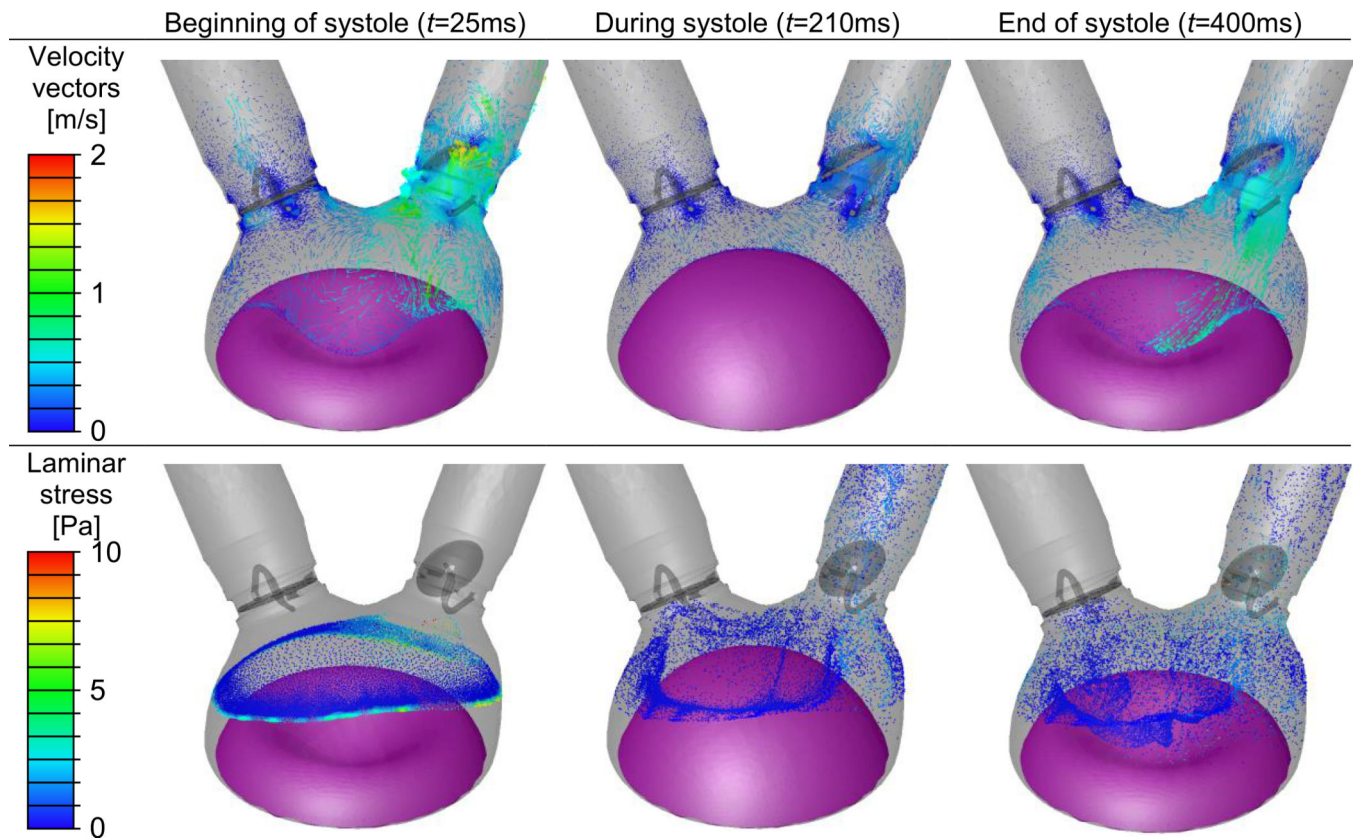 Beginning of systole (t=25ms)
During systole (t=210ms)
End of systole (t=400ms)
Velocity
vectors
[m/s]
2
1
0
Laminar
stress
[Pa]
10
5
0